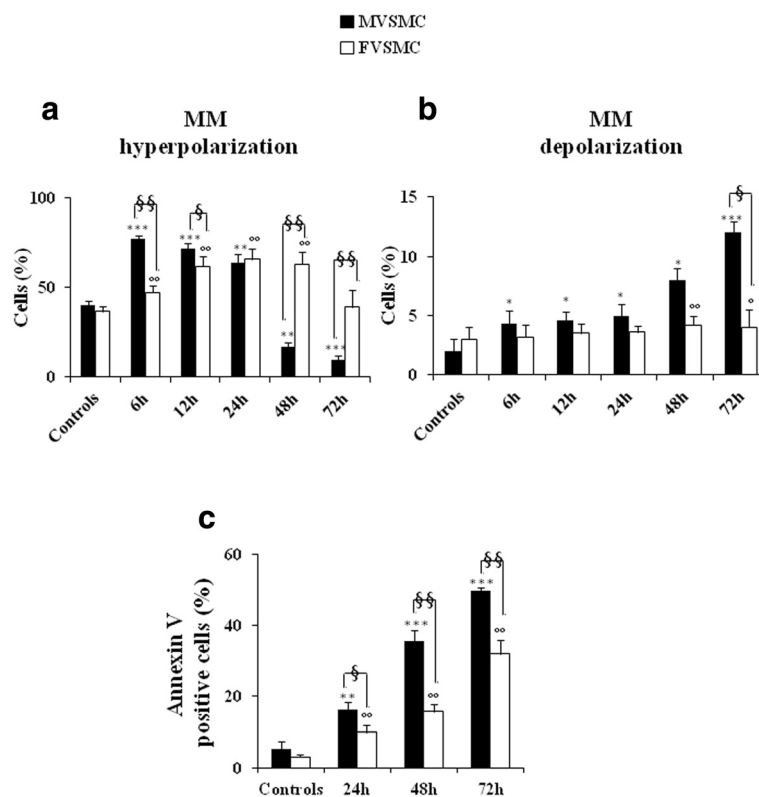 MVSMC
FVSMC
a
MM
hyperpolarization
100
50
0
Cells (%)
§§
***
°°
§
***
°°
**
°°
§§
**
°°
§§
***
Controls
6h
12h
24h
48h
72h
b
MM
depolarization
15
10
5
0
Cells (%)
*
*
*
*
°°
§
***
°
Controls
6h
12h
24h
48h
72h
c
60
40
20
0
Annexin V
positive cells (%)
§
**
°°
§§
***
°°
§§
***
°°
Controls
24h
48h
72h